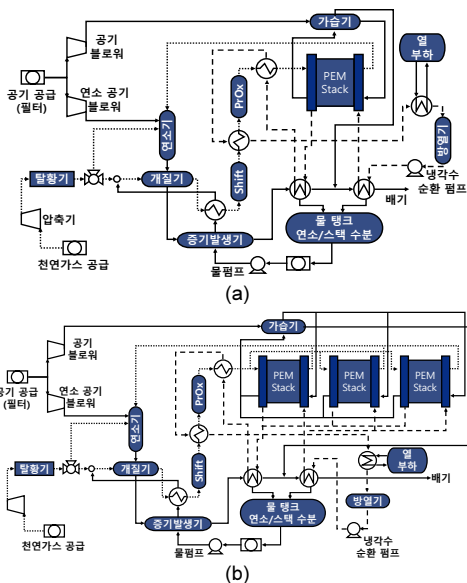 가습기
공기
블로워
열
부하
공기 공급
(필터)
연소 공기
블로워
연소기
PrOx
PEM
Stack
방열기
탈황기
개질기
Shift
냉각수
순환 펌프
배기
압축기
증기발생기
물 탱크
연소/스택 수분
물펌프
천연가스 공급
(a)
가습기
공기
블로워
공기 공급
(필터)
연소 공기
블로워
연소기
PrOx
PEM
Stack
PEM
Stack
PEM
Stack
열
부하
탈황기
개질기
Shift
배기
방열기
증기발생기
물 탱크
연소/스택 수분
냉각수
순환 펌프
물펌프
천연가스 공급
(b)